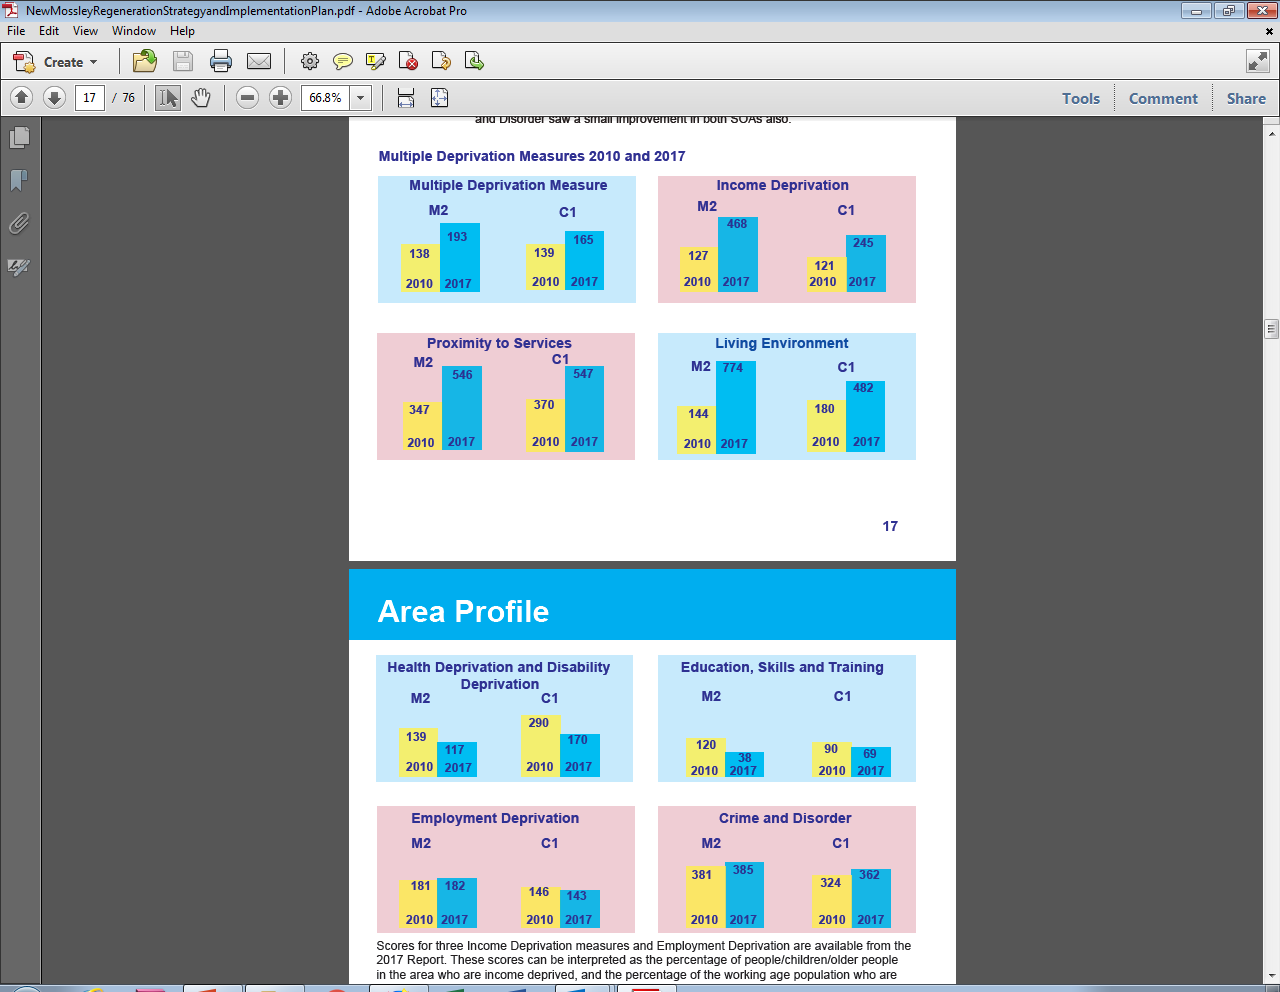 NewMossleyRegenerationStrategyandImplementationPlan.pdf - Adobe Acrobat Pro
File Edit View Window Help
Create
17 / 76 66.8% Tools Comment Share
and Disorder saw a small improvement in both SOAs also.
Multiple Deprivation Measures 2010 and 2017
Multiple Deprivation Measure
M2 C1
138 193 139 165
2010 2017 2010 2017
Income Deprivation
M2 C1
127 468 121 245
2010 2017 2010 2017
Proximity to Services
M2 C1
347 546 370 547
2010 2017 2010 2017
Living Environment
M2 C1
144 774 180 482
2010 2017 2010 2017
17
Area Profile
Health Deprivation and Disability
Deprivation
M2 C1
139 117 290 170
2010 2017 2010 2017
Education, Skills and Training
M2 C1
120 38 90 69
2010 2017 2010 2017
Employment Deprivation
M2 C1
181 182 146 143
2010 2017 2010 2017
Crime and Disorder
M2 C1
381 385 324 362
2010 2017 2010 2017
Scores for three Income Deprivation measures and Employment Deprivation are available from the
2017 Report. These scores can be interpreted as the percentage of people/children/older people
in the area who are income deprived, and the percentage of the working age population who are